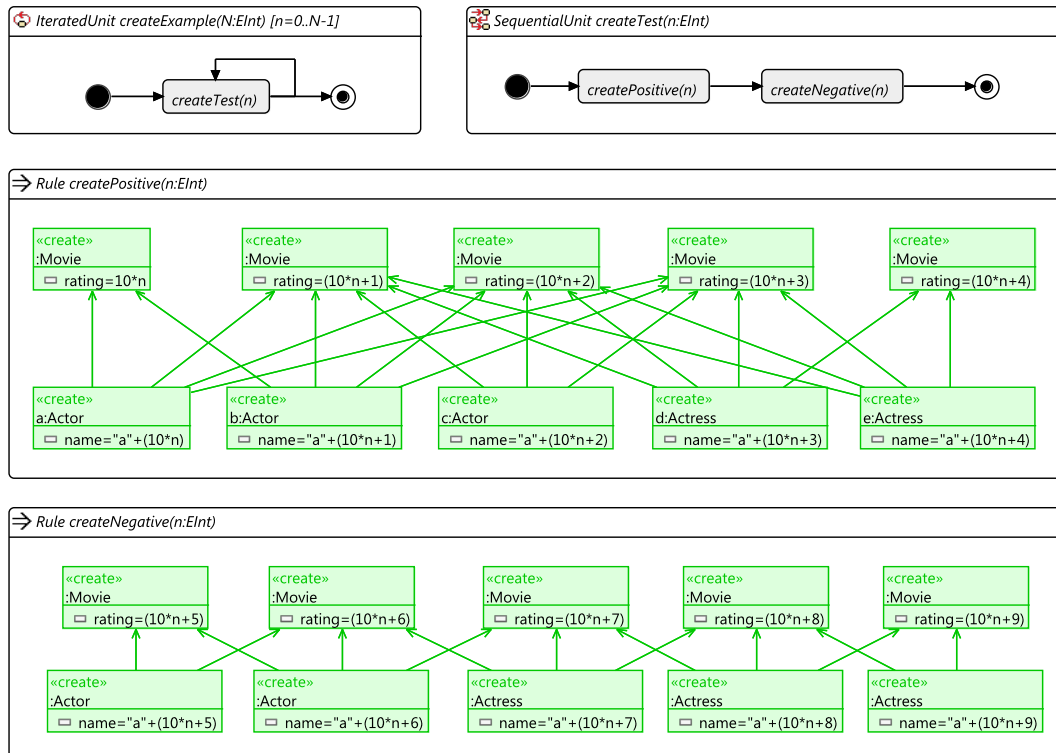 IteratedUnit createExample(N:EInt) [n=0..N-1]
createTest(n)
SequentialUnit createTest(n:EInt)
createPositive(n)
createNegative(n)
Rule createPositive(n:EInt)
«create»
:Movie
rating=10*n
«create»
:Movie
rating=(10*n+1)
«create»
:Movie
rating=(10*n+2)
«create»
:Movie
rating=(10*n+3)
«create»
:Movie
rating=(10*n+4)
«create»
a:Actor
name="a"+(10*n)
«create»
b:Actor
name="a"+(10*n+1)
«create»
c:Actor
name="a"+(10*n+2)
«create»
d:Actress
name="a"+(10*n+3)
«create»
e:Actress
name="a"+(10*n+4)
Rule createNegative(n:EInt)
«create»
:Movie
rating=(10*n+5)
«create»
:Movie
rating=(10*n+6)
«create»
:Movie
rating=(10*n+7)
«create»
:Movie
rating=(10*n+8)
«create»
:Movie
rating=(10*n+9)
«create»
:Actor
name="a"+(10*n+5)
«create»
:Actor
name="a"+(10*n+6)
«create»
:Actress
name="a"+(10*n+7)
«create»
:Actress
name="a"+(10*n+8)
«create»
:Actress
name="a"+(10*n+9)